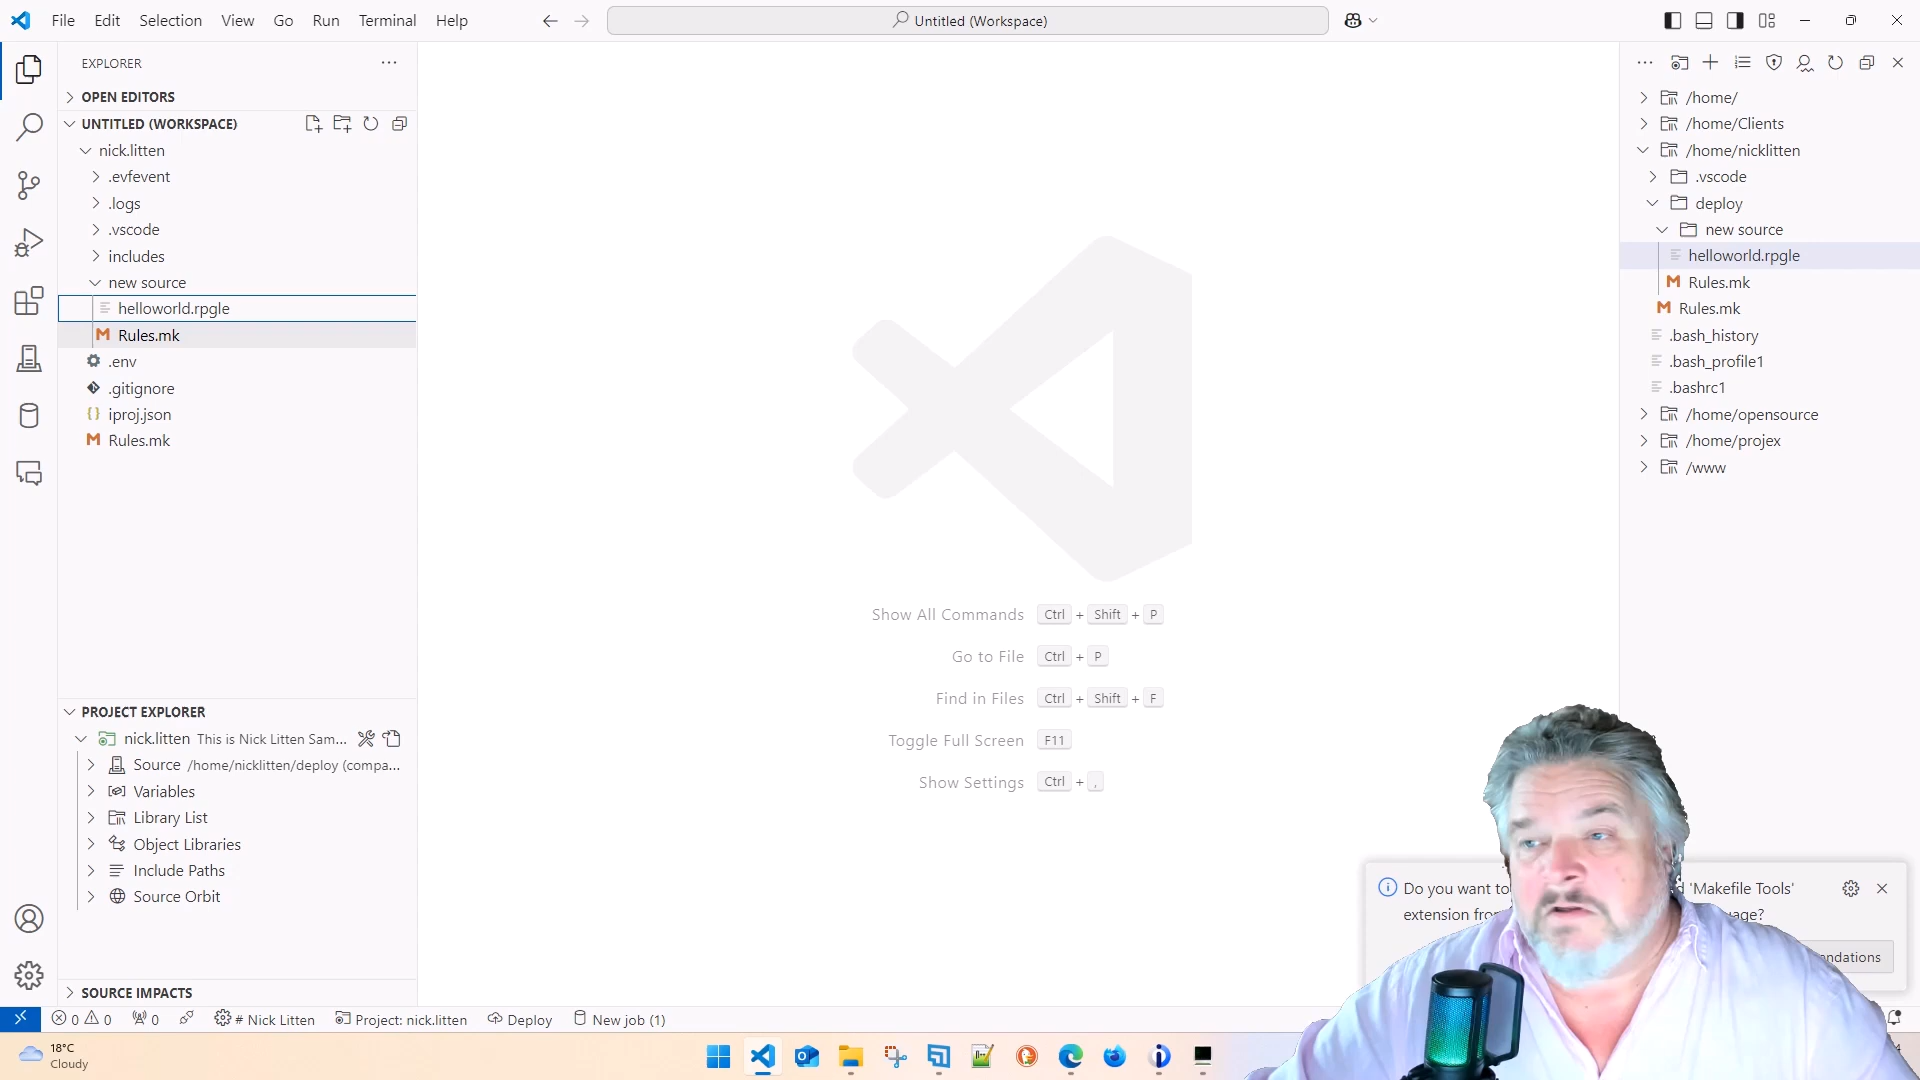 File Edit Selection View Go Run Terminal Help
Untitled (Workspace)
EXPLORER
OPEN EDITORS
UNTITLED (WORKSPACE)
nick.litten
.evfevent
.logs
.vscode
includes
new source
helloworld.rpgle
Rules.mk
.env
.gitignore
iproj.json
Rules.mk
PROJECT EXPLORER
nick.litten This is Nick Litten Sam...
Source /home/nicklitten/deploy (compa...
Variables
Library List
Object Libraries
Include Paths
Source Orbit
SOURCE IMPACTS
Show All Commands Ctrl + Shift + P
Go to File Ctrl + P
Find in Files Ctrl + Shift + F
Toggle Full Screen F11
Show Settings Ctrl + ,
/home/
/home/Clients
/home/nicklitten
.vscode
deploy
new source
helloworld.rpgle
Rules.mk
Rules.mk
.bash_history
.bash_profile1
.bashrc1
/home/opensource
/home/projex
/www
Do you want to 'Makefile Tools'
extension
0 0 0 # Nick Litten Project: nick.litten Deploy New job (1)
18°C
Cloudy